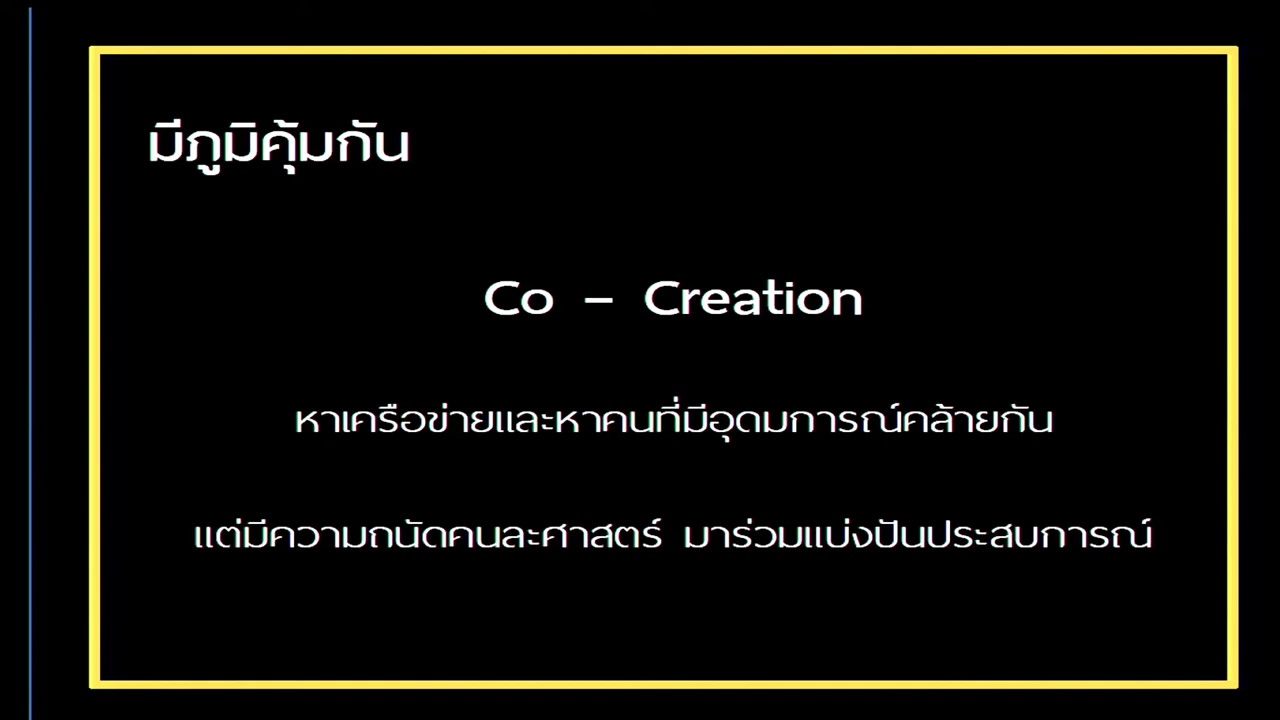 มีภูมิคุ้มกัน
Co – Creation
หาเครือข่ายและหาคนที่มีอุดมการณ์คล้ายกัน
แต่มีความถนัดคนละศาสตร์ มาร่วมแบ่งปันประสบการณ์